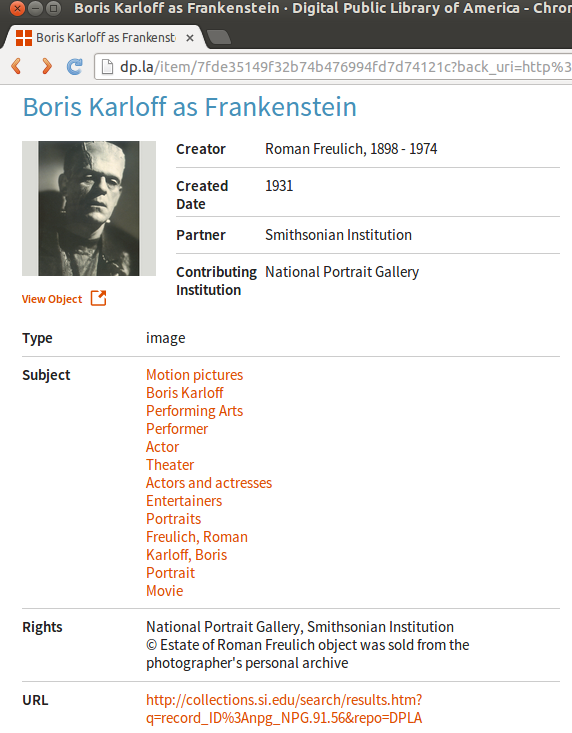 Boris Karloff as Frankenstein · Digital Public Library of America - Chron
Boris Karloff as Frankenst
dp.la/item/7fde35149f32b74b476994fd7d74121c?back_uri=http%3
Boris Karloff as Frankenstein
Creator Roman Freulich, 1898 - 1974
Created Date 1931
Partner Smithsonian Institution
Contributing Institution National Portrait Gallery
View Object
Type image
Subject Motion pictures
Boris Karloff
Performing Arts
Performer
Actor
Theater
Actors and actresses
Entertainers
Portraits
Freulich, Roman
Karloff, Boris
Portrait
Movie
Rights National Portrait Gallery, Smithsonian Institution
© Estate of Roman Freulich object was sold from the
photographer's personal archive
URL http://collections.si.edu/search/results.htm?
q=record_ID%3Anpg_NPG.91.56&repo=DPLA